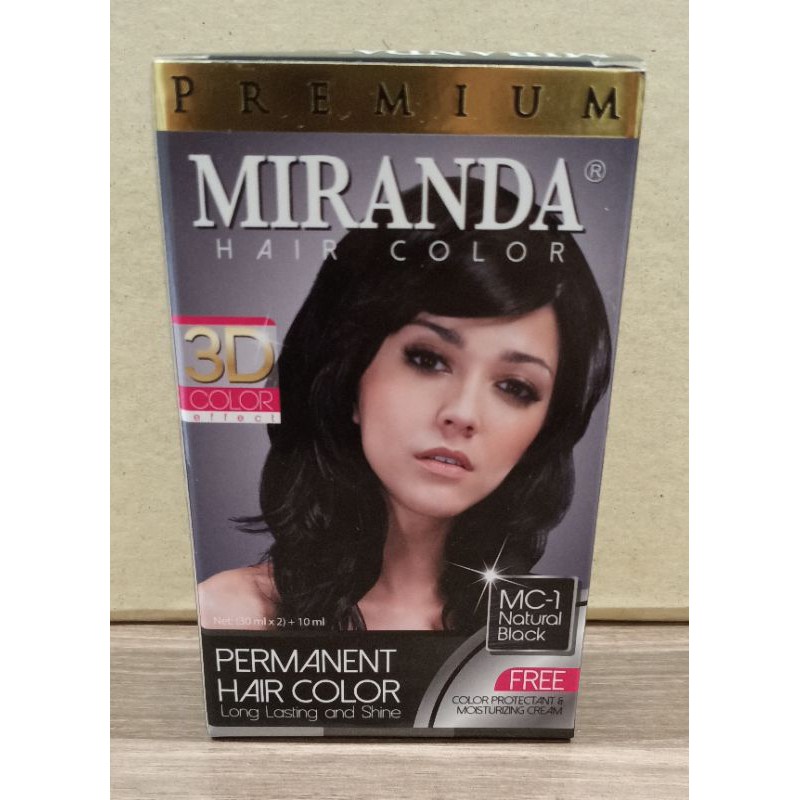 PREMIUM
MIRANDA®
HAIR COLOR
3D
COLOR
effect
MC-1
Natural
Black
Net. (30 ml x 2) + 10 ml
PERMANENT
HAIR COLOR
Long Lasting and Shine
FREE
COLOR PROTECTANT &
MOISTURIZING CREAM